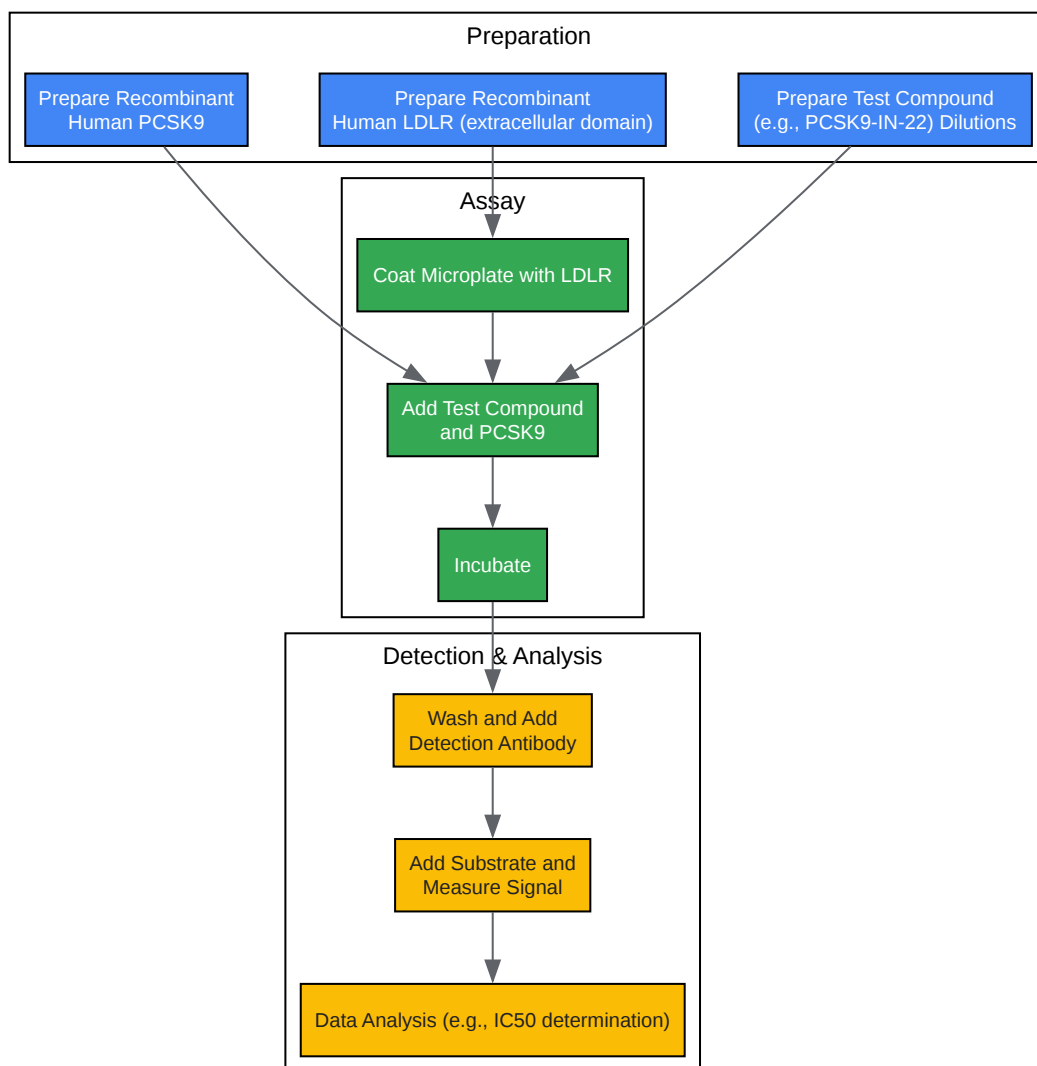 Preparation
Prepare Recombinant
Human PCSK9
Prepare Recombinant
Human LDLR (extracellular domain)
Prepare Test Compound
(e.g., PCSK9-IN-22) Dilutions
Assay
Coat Microplate with LDLR
Add Test Compound
and PCSK9
Incubate
Detection & Analysis
Wash and Add
Detection Antibody
Add Substrate and
Measure Signal
Data Analysis (e.g., IC50 determination)